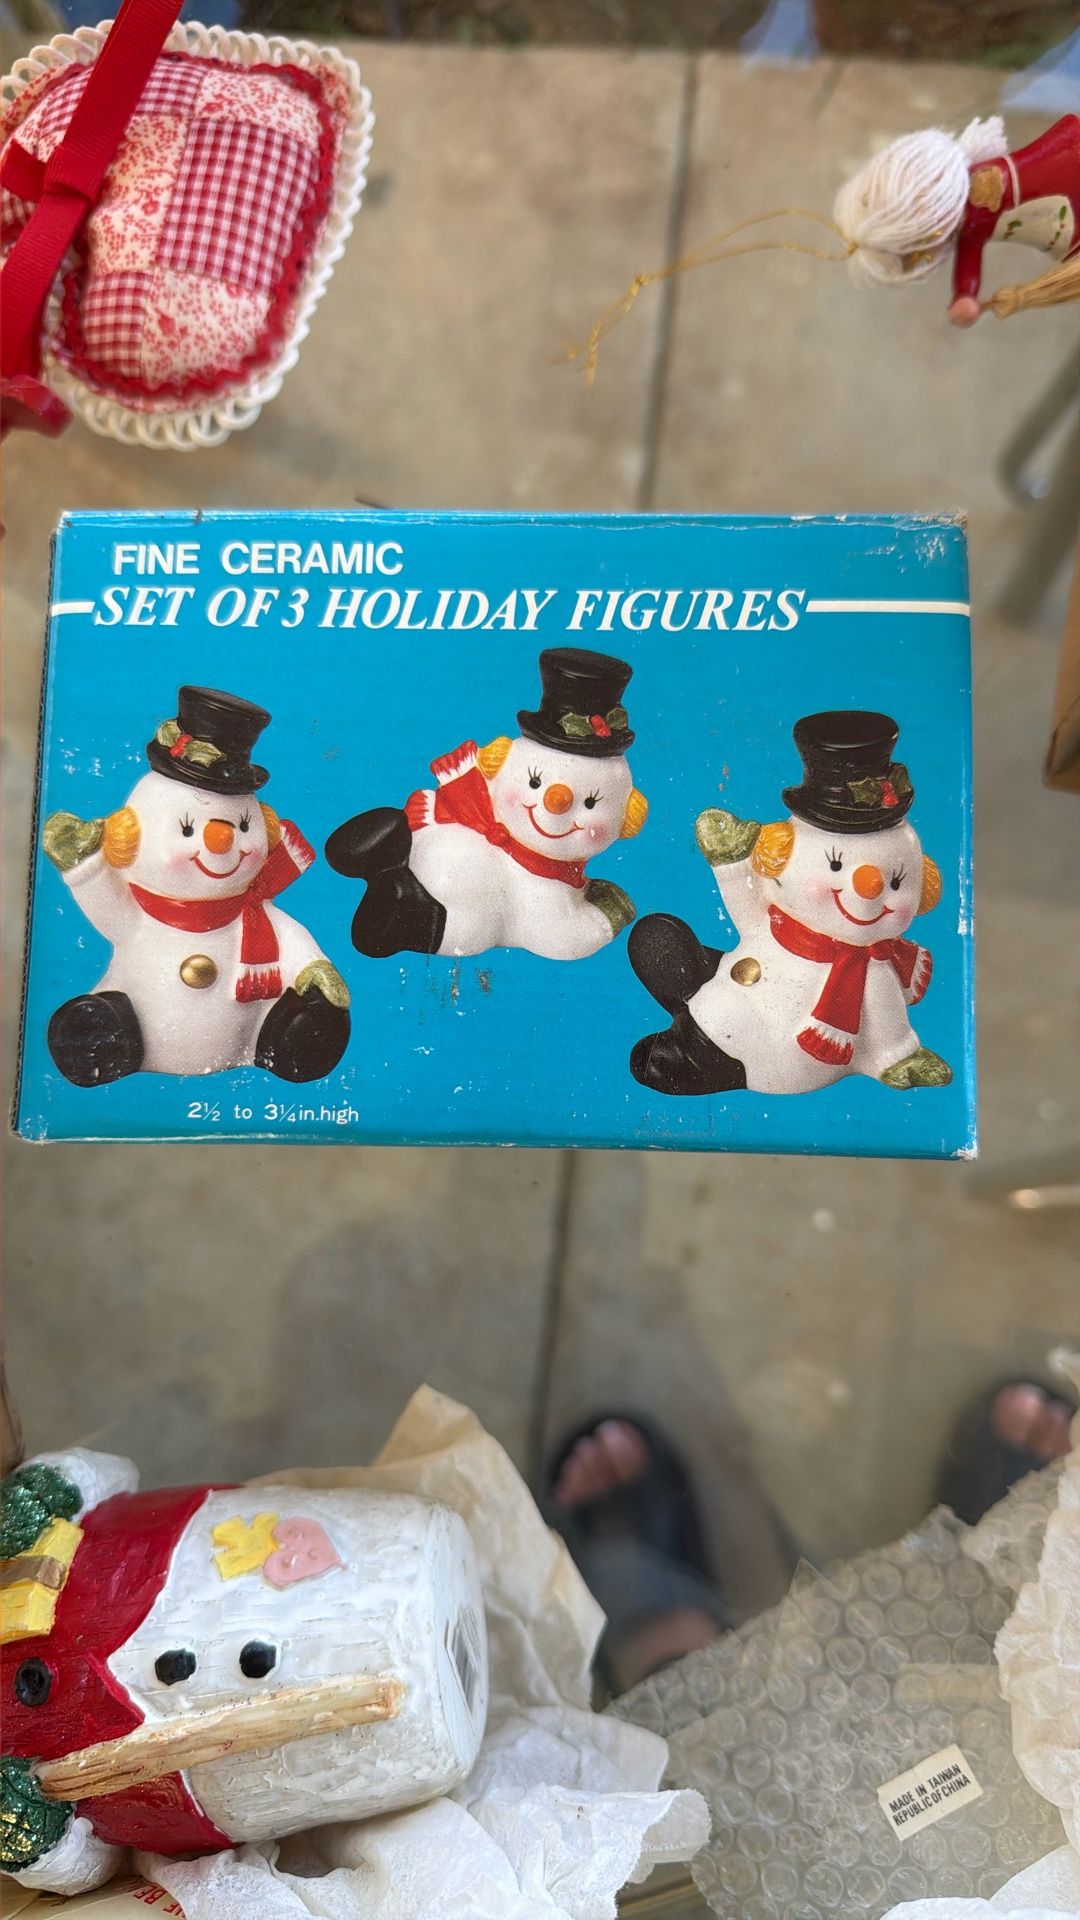 FINE CERAMIC
SET OF 3 HOLIDAY FIGURES
2½ to 3¼in.high
MADE IN TAIWAN
REPUBLIC OF CHINA